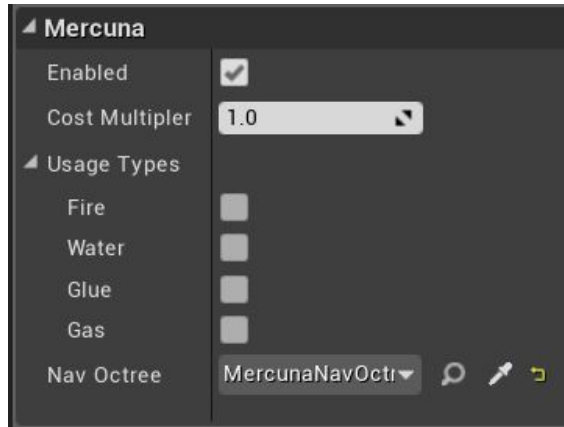 Mercuna
Enabled
Cost Multipler 1.0
Usage Types
Fire
Water
Glue
Gas
Nav Octree MercunaNavOctr